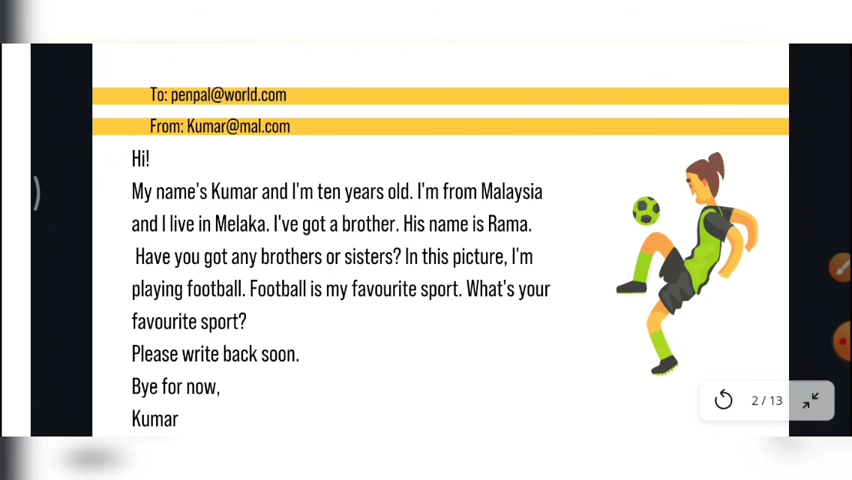 To: penpal@world.com
From: Kumar@mal.com
Hi!
My name's Kumar and I'm ten years old. I'm from Malaysia
and I live in Melaka. I've got a brother. His name is Rama.
Have you got any brothers or sisters? In this picture, I'm
playing football. Football is my favourite sport. What's your
favourite sport?
Please write back soon.
Bye for now,
Kumar
2 / 13